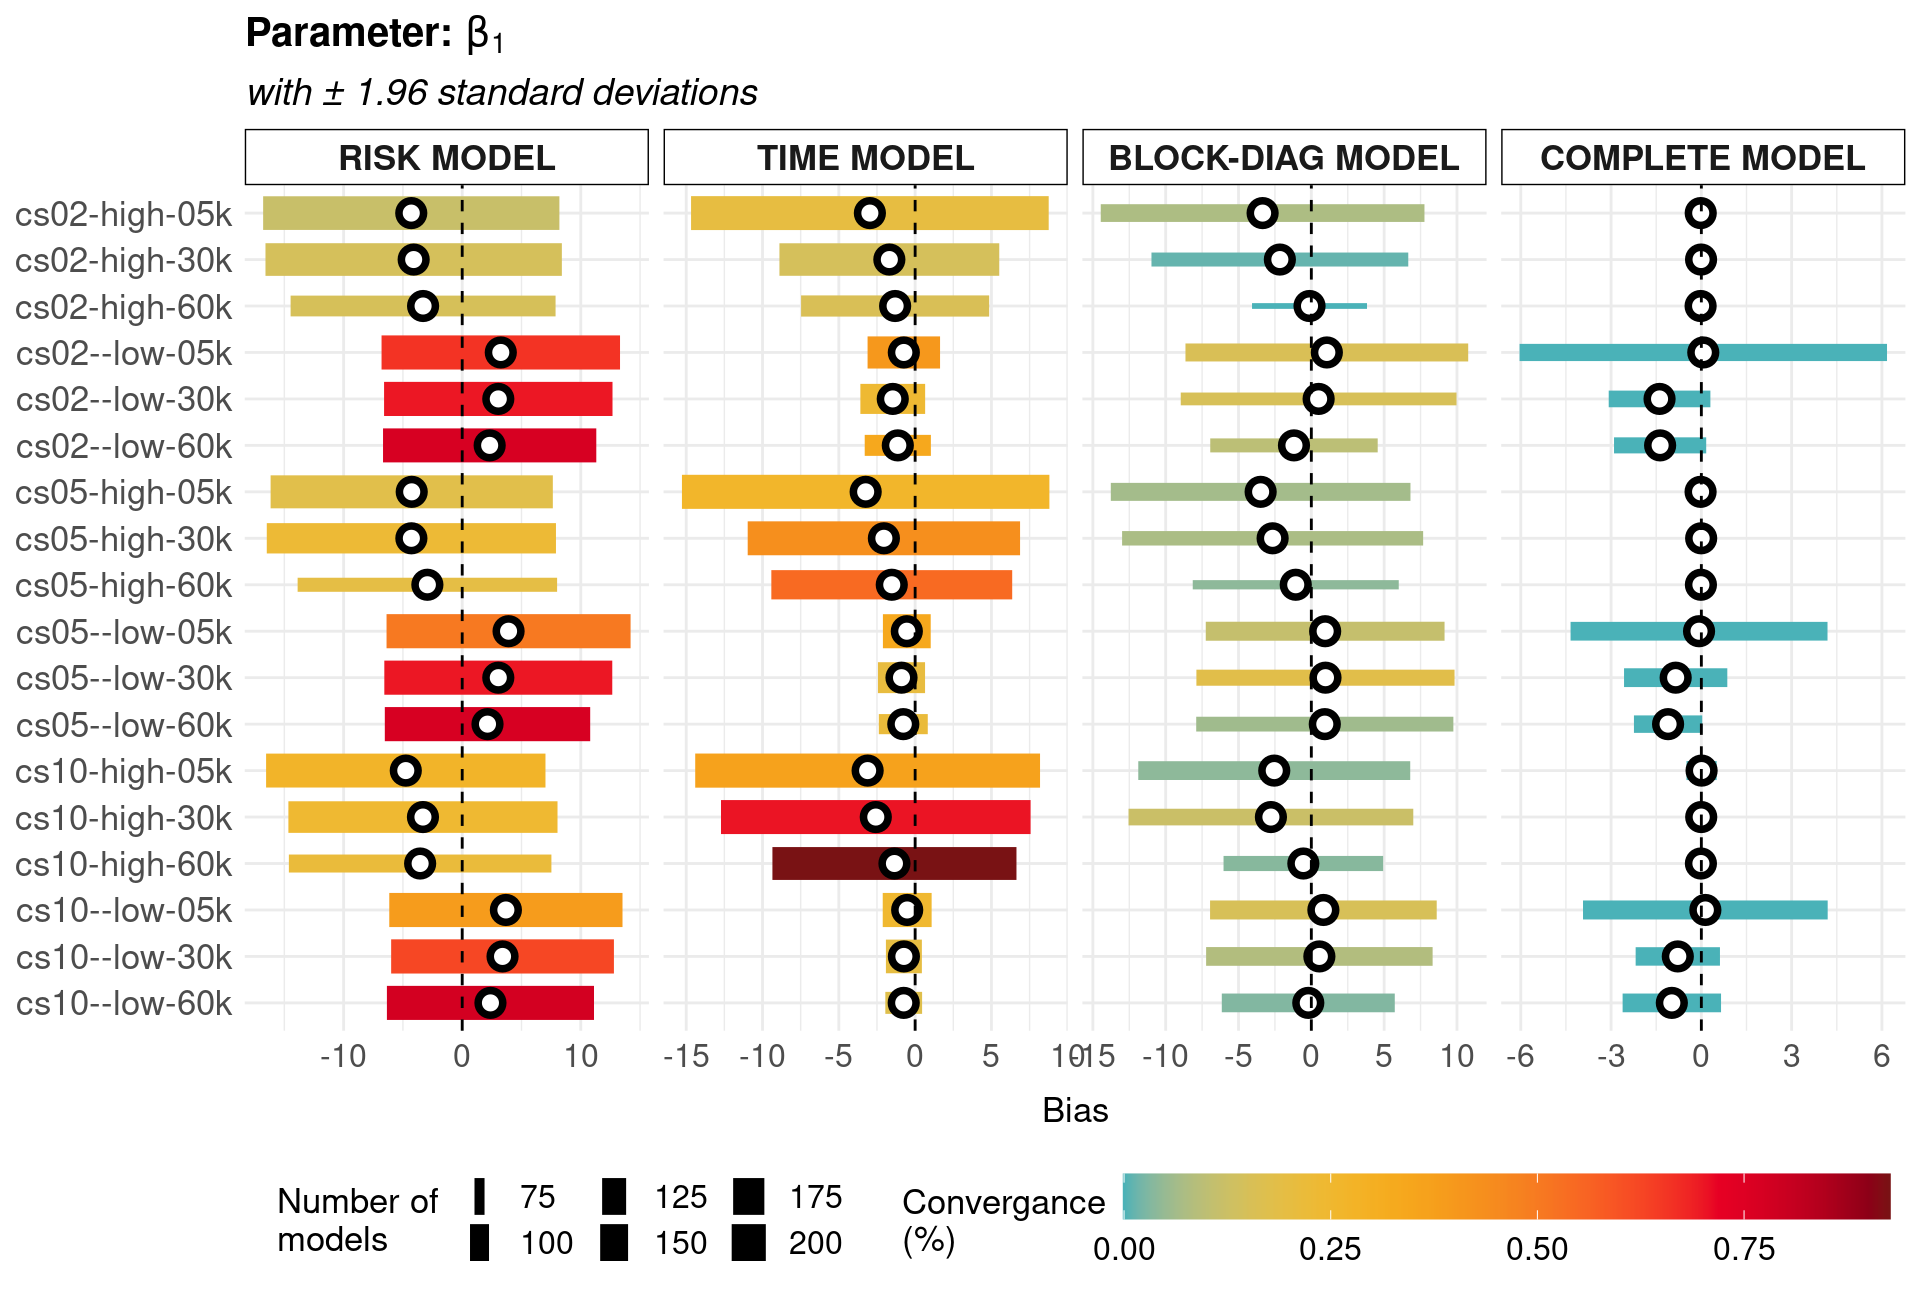 Parameter: β₁
with ± 1.96 standard deviations
RISK MODEL TIME MODEL BLOCK-DIAG MODEL COMPLETE MODEL
cs02-high-05k
cs02-high-30k
cs02-high-60k
cs02--low-05k
cs02--low-30k
cs02--low-60k
cs05-high-05k
cs05-high-30k
cs05-high-60k
cs05--low-05k
cs05--low-30k
cs05--low-60k
cs10-high-05k
cs10-high-30k
cs10-high-60k
cs10--low-05k
cs10--low-30k
cs10--low-60k
-10 0 10 -15 -10 -5 0 5 10 -15 -10 -5 0 5 10 -6 -3 0 3 6
Bias
Number of models
75 125 175
100 150 200
Convergance (%)
0.00 0.25 0.50 0.75